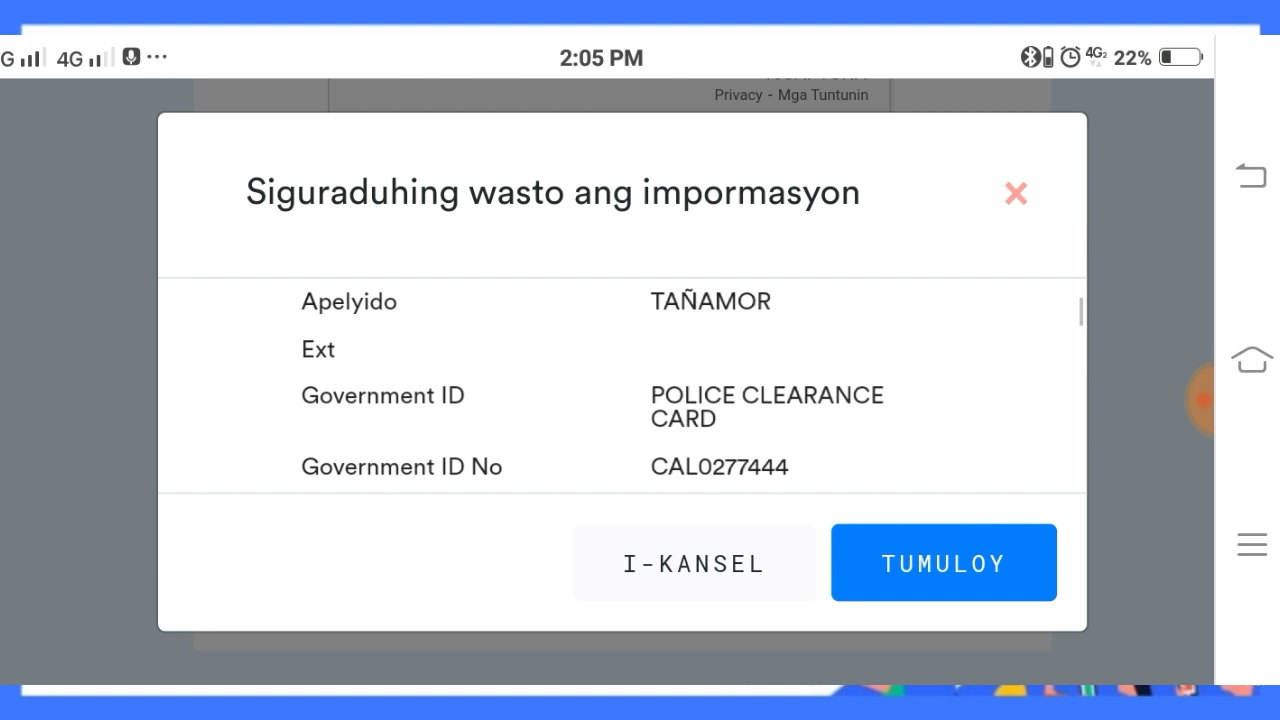 G 4G ... 2:05 PM 4G2 22%
Privacy - Mga Tuntunin
Siguraduhing wasto ang impormasyon
Apelyido TAÑAMOR
Ext
Government ID POLICE CLEARANCE
CARD
Government ID No CAL0277444
I-KANSEL TUMULOY